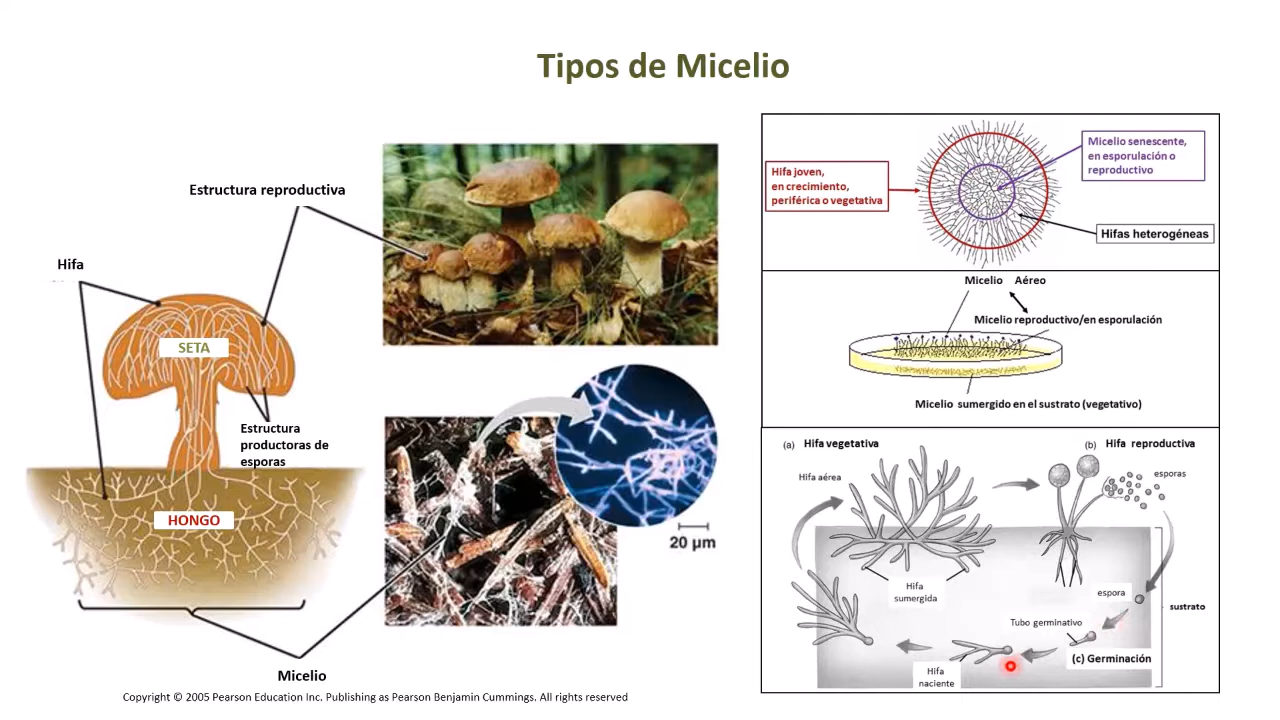 Tipos de Micelio
Estructura reproductiva
Hifa
SETA
Estructura
productoras de
esporas
HONGO
20 µm
Micelio
Copyright © 2005 Pearson Education Inc. Publishing as Pearson Benjamin Cummings. All rights reserved
Micelio senescente,
en esporulación o
reproductivo
Hifa joven,
en crecimiento,
periférica o vegetativa
Hifas heterogéneas
Micelio Aéreo
Micelio reproductivo/en esporulación
Micelio sumergido en el sustrato (vegetativo)
(a) Hifa vegetativa
(b) Hifa reproductiva
Hifa aérea
esporas
Hifa
sumergida
espora
sustrato
Tubo germinativo
(c) Germinación
Hifa
naciente